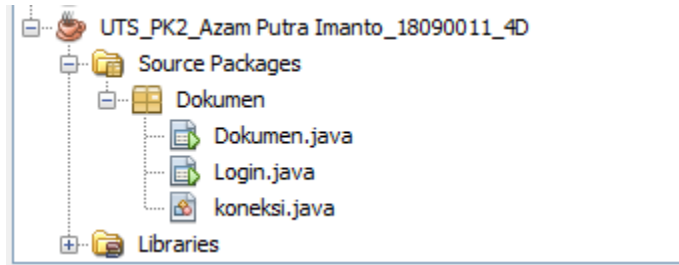 UTS_PK2_Azam Putra Imanto_18090011_4D
Source Packages
Dokumen
Dokumen.java
Login.java
koneksi.java
Libraries